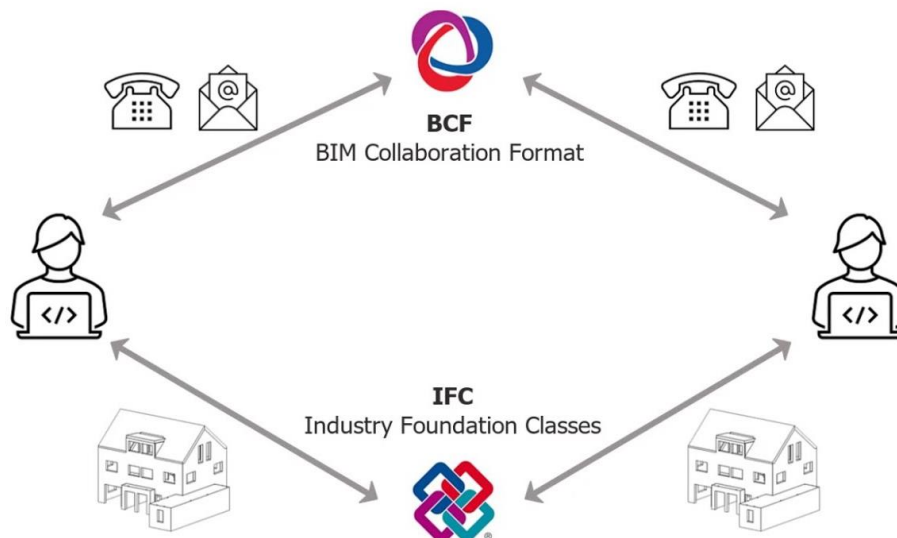 @
@
BCF
BIM Collaboration Format
</>
</>
IFC
Industry Foundation Classes
®